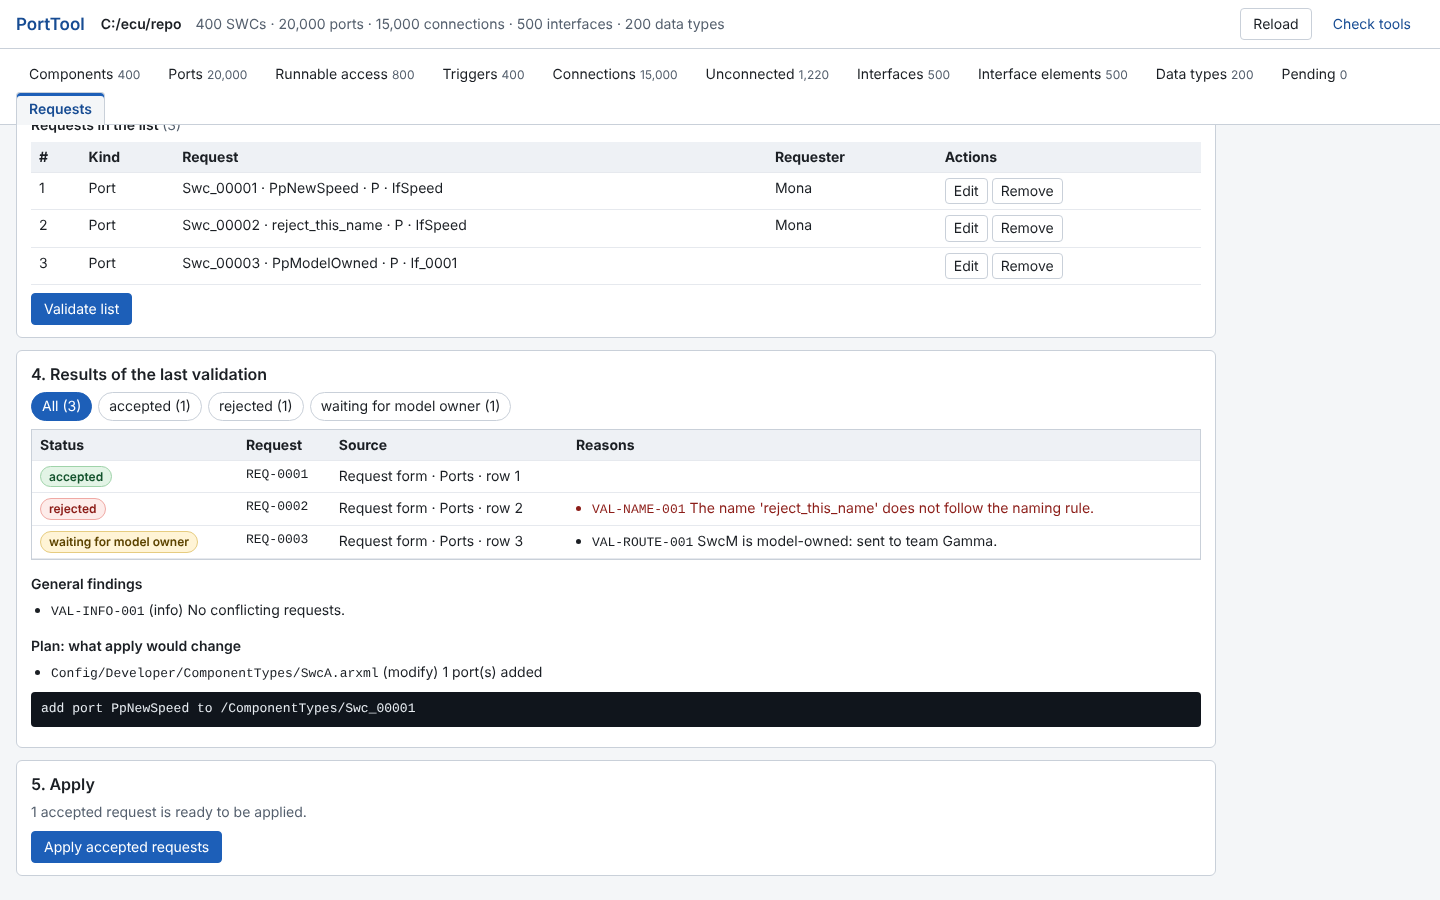 PortTool C:/ecu/repo 400 SWCs · 20,000 ports · 15,000 connections · 500 interfaces · 200 data types Reload Check tools
Components 400 Ports 20,000 Runnable access 800 Triggers 400 Connections 15,000 Unconnected 1,220 Interfaces 500 Interface elements 500 Data types 200 Pending 0
Requests
Requests in the list (3)
# Kind Request Requester Actions
1 Port Swc_00001 · PpNewSpeed · P · IfSpeed Mona Edit Remove
2 Port Swc_00002 · reject_this_name · P · IfSpeed Mona Edit Remove
3 Port Swc_00003 · PpModelOwned · P · If_0001 Edit Remove
Validate list
4. Results of the last validation
All (3) accepted (1) rejected (1) waiting for model owner (1)
Status Request Source Reasons
accepted REQ-0001 Request form · Ports · row 1
rejected REQ-0002 Request form · Ports · row 2 • VAL-NAME-001 The name 'reject_this_name' does not follow the naming rule.
waiting for model owner REQ-0003 Request form · Ports · row 3 • VAL-ROUTE-001 SwcM is model-owned: sent to team Gamma.
General findings
• VAL-INFO-001 (info) No conflicting requests.
Plan: what apply would change
• Config/Developer/ComponentTypes/SwcA.arxml (modify) 1 port(s) added
add port PpNewSpeed to /ComponentTypes/Swc_00001
5. Apply
1 accepted request is ready to be applied.
Apply accepted requests